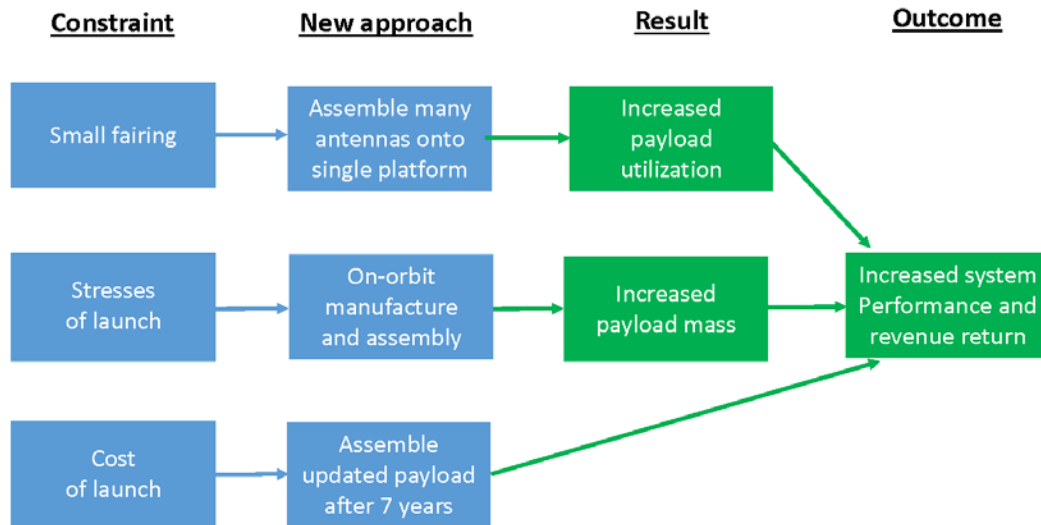 Constraint
New approach
Result
Outcome
Small fairing
Assemble many
antennas onto
single platform
Increased
payload
utilization
Stresses
of launch
On-orbit
manufacture
and assembly
Increased
payload mass
Increased system
Performance and
revenue return
Cost
of launch
Assemble
updated payload
after 7 years